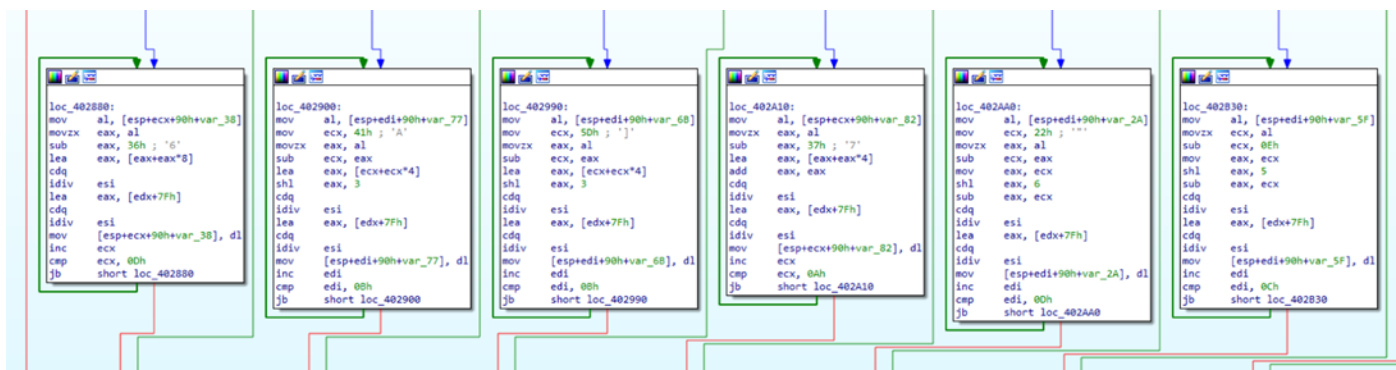 loc_402880:
mov al, [esp+ecx+90h+var_38]
movzx eax, al
sub eax, 36h ; '6'
lea eax, [eax+eax*8]
cdq
idiv esi
lea eax, [edx+7Fh]
cdq
idiv esi
mov [esp+ecx+90h+var_38], dl
inc ecx
cmp ecx, 0Dh
jb short loc_402880
loc_402900:
mov al, [esp+edi+90h+var_77]
mov ecx, 41h ; 'A'
movzx eax, al
sub ecx, eax
lea eax, [ecx+ecx*4]
shl eax, 3
cdq
idiv esi
lea eax, [edx+7Fh]
cdq
idiv esi
mov [esp+edi+90h+var_77], dl
inc edi
cmp edi, 0Bh
jb short loc_402900
loc_402990:
mov al, [esp+edi+90h+var_6B]
mov ecx, 5Dh ; ']'
movzx eax, al
sub ecx, eax
lea eax, [ecx+ecx*4]
shl eax, 3
cdq
idiv esi
lea eax, [edx+7Fh]
cdq
idiv esi
mov [esp+edi+90h+var_6B], dl
inc edi
cmp edi, 0Bh
jb short loc_402990
loc_402A10:
mov al, [esp+ecx+90h+var_82]
movzx eax, al
sub eax, 37h ; '7'
lea eax, [eax+eax*4]
add eax, eax
cdq
idiv esi
lea eax, [edx+7Fh]
cdq
idiv esi
mov [esp+ecx+90h+var_82], dl
inc ecx
cmp ecx, 0Ah
jb short loc_402A10
loc_402AA0:
mov al, [esp+edi+90h+var_2A]
mov ecx, 22h ; '"'
movzx eax, al
sub ecx, eax
mov eax, ecx
shl eax, 6
sub eax, ecx
cdq
idiv esi
lea eax, [edx+7Fh]
cdq
idiv esi
mov [esp+edi+90h+var_2A], dl
inc edi
cmp edi, 0Dh
jb short loc_402AA0
loc_402B30:
mov al, [esp+edi+90h+var_5F]
movzx ecx, al
sub ecx, 0Eh
mov eax, ecx
shl eax, 5
sub eax, ecx
cdq
idiv esi
lea eax, [edx+7Fh]
cdq
idiv esi
mov [esp+edi+90h+var_5F], dl
inc edi
cmp edi, 0Ch
jb short loc_402B30